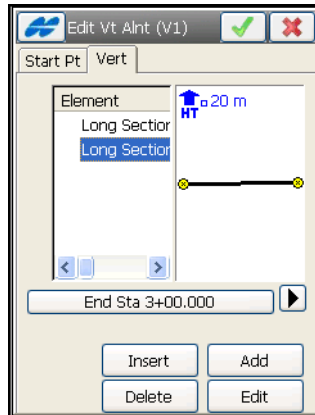 Edit Vt Alnt (V1)
Start Pt Vert
Element
Long Section
Long Section
20 m
HT
End Sta 3+00.000
Insert Add
Delete Edit